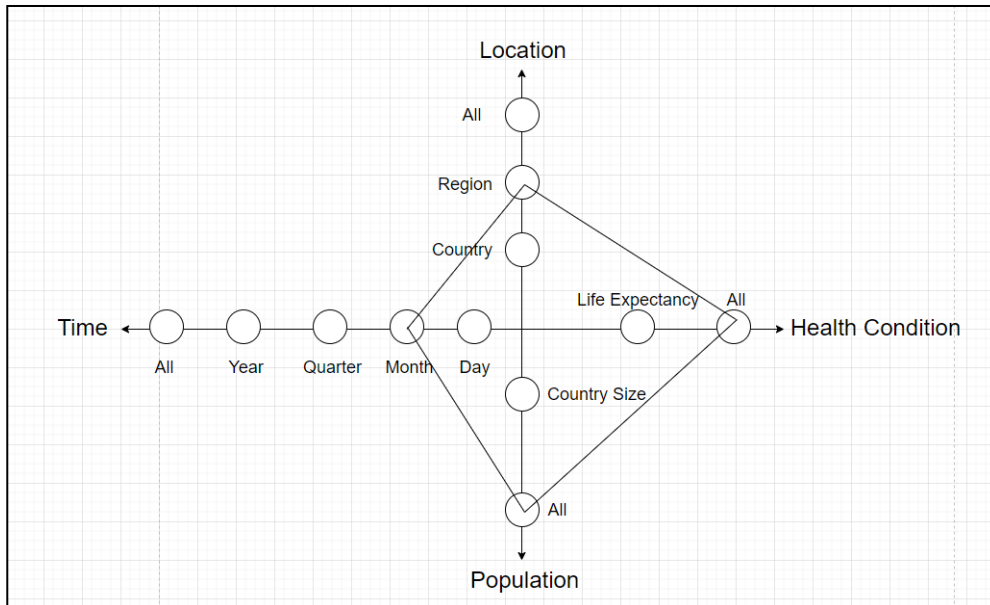 Location
All
Region
Country
Life Expectancy
All
Time
Health Condition
All
Year
Quarter
Month
Day
Country Size
All
Population